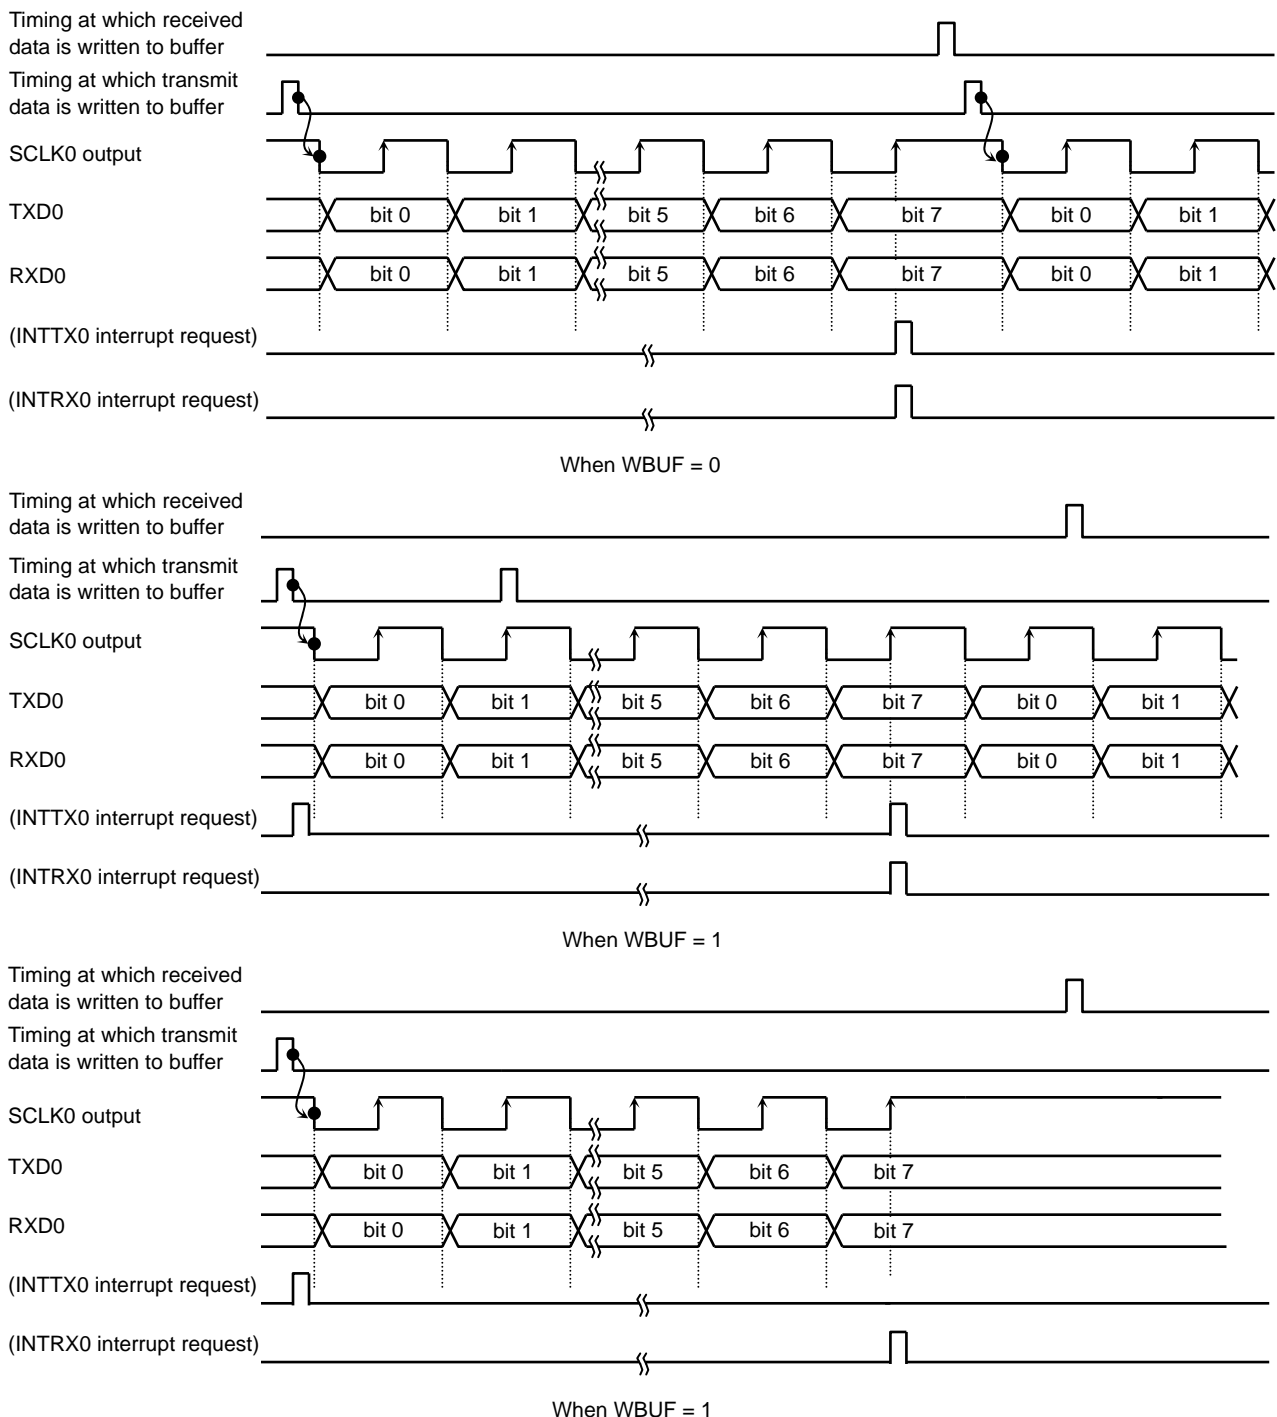 Timing at which received
data is written to buffer
Timing at which transmit
data is written to buffer
SCLK0 output
TXD0
bit 0 bit 1 bit 5 bit 6 bit 7 bit 0 bit 1
RXD0
bit 0 bit 1 bit 5 bit 6 bit 7 bit 0 bit 1
(INTTX0 interrupt request)
(INTRX0 interrupt request)
When WBUF = 0
Timing at which received
data is written to buffer
Timing at which transmit
data is written to buffer
SCLK0 output
TXD0
bit 0 bit 1 bit 5 bit 6 bit 7 bit 0 bit 1
RXD0
bit 0 bit 1 bit 5 bit 6 bit 7 bit 0 bit 1
(INTTX0 interrupt request)
(INTRX0 interrupt request)
When WBUF = 1
Timing at which received
data is written to buffer
Timing at which transmit
data is written to buffer
SCLK0 output
TXD0
bit 0 bit 1 bit 5 bit 6 bit 7
RXD0
bit 0 bit 1 bit 5 bit 6 bit 7
(INTTX0 interrupt request)
(INTRX0 interrupt request)
When WBUF = 1